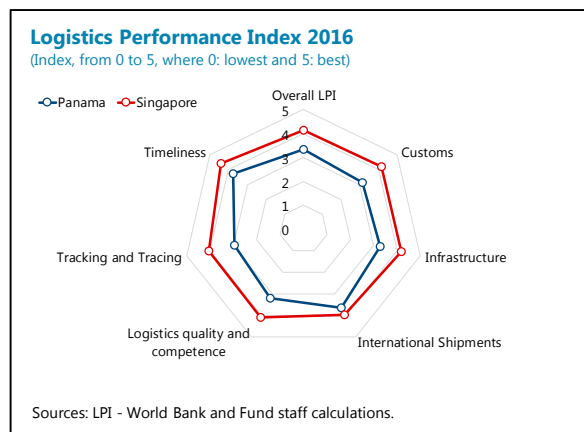 Logistics Performance Index 2016
(Index, from 0 to 5, where 0: lowest and 5: best)
Panama
Singapore
Overall LPI
5
4
3
2
1
0
Timeliness
Customs
Tracking and Tracing
Infrastructure
Logistics quality and
competence
International Shipments
Sources: LPI - World Bank and Fund staff calculations.